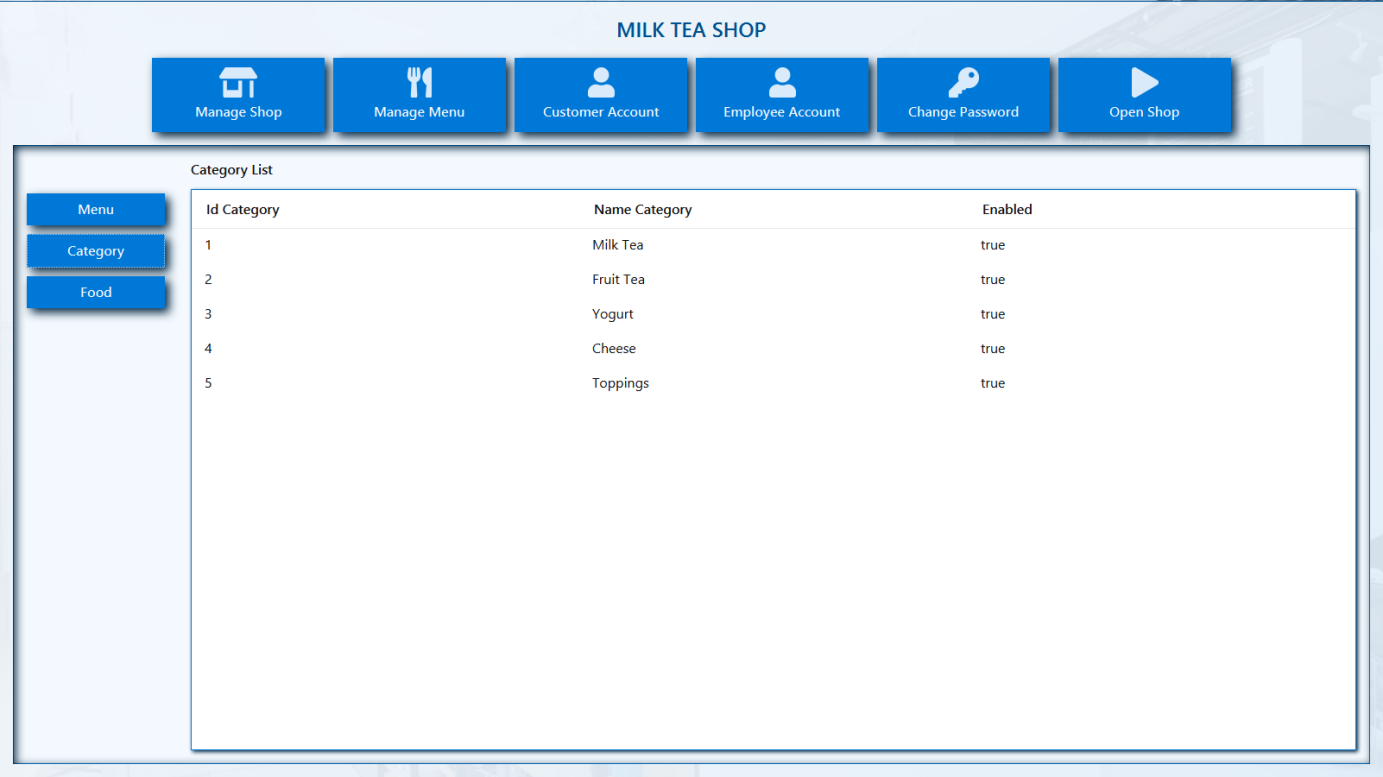 MILK TEA SHOP
Manage Shop Manage Menu Customer Account Employee Account Change Password Open Shop
Category List
Menu
Category
Food
Id Category Name Category Enabled
1 Milk Tea true
2 Fruit Tea true
3 Yogurt true
4 Cheese true
5 Toppings true